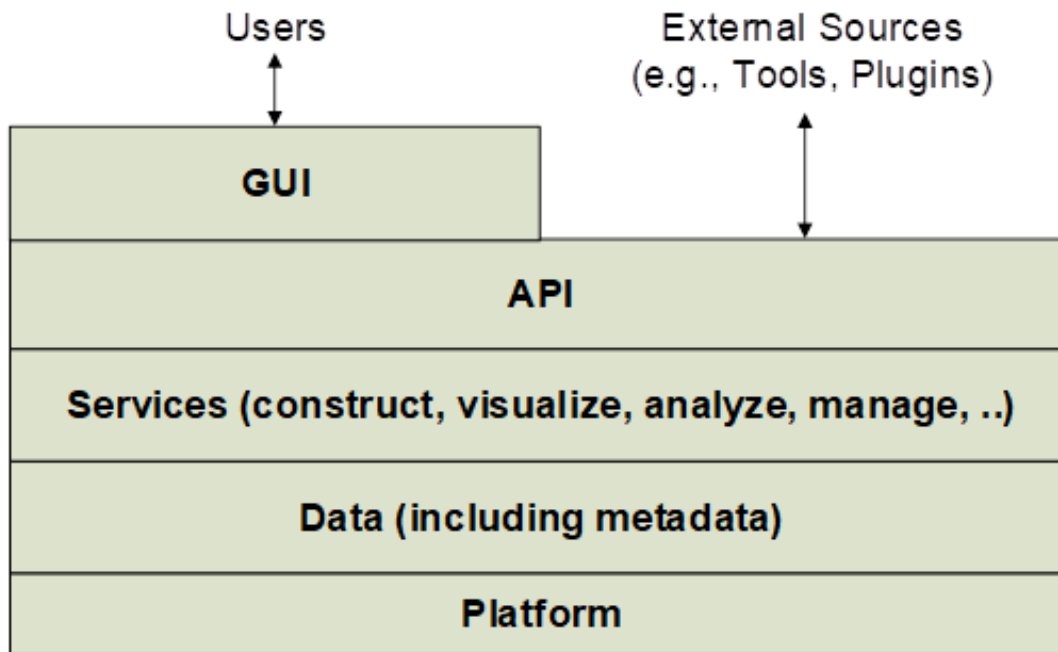 Users
External Sources
(e.g., Tools, Plugins)
GUI
API
Services (construct, visualize, analyze, manage, ..)
Data (including metadata)
Platform